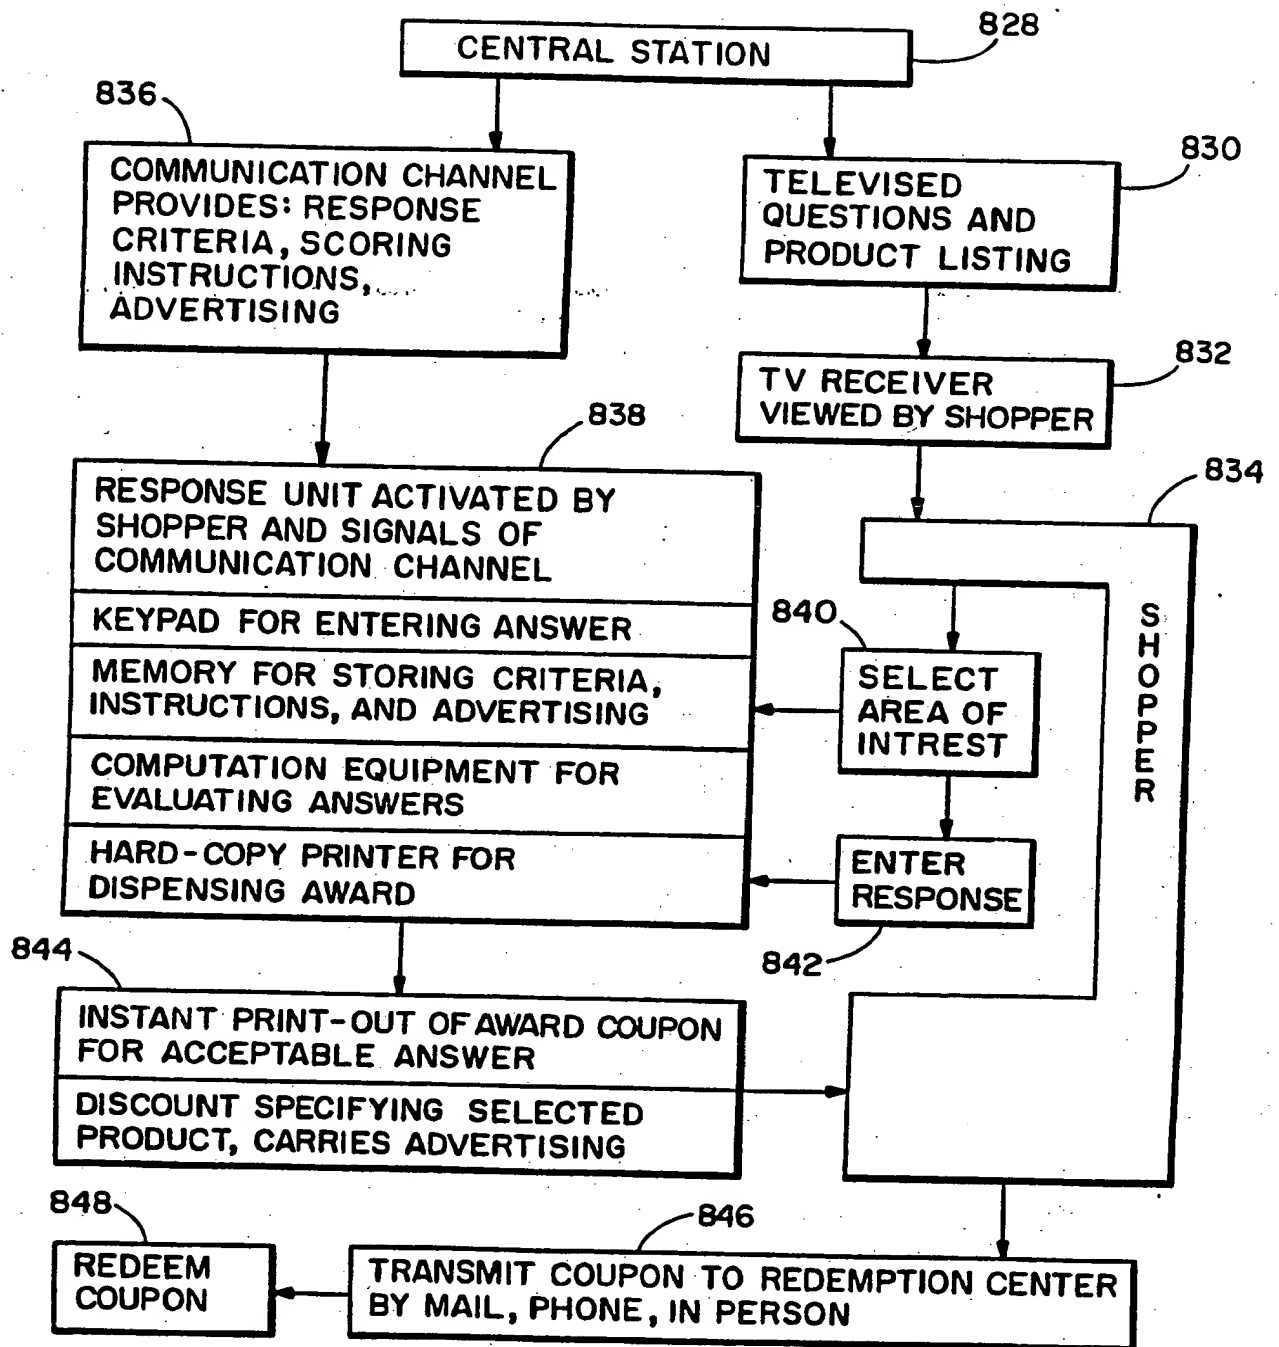 828
CENTRAL STATION
836
COMMUNICATION CHANNEL
PROVIDES: RESPONSE
CRITERIA, SCORING
INSTRUCTIONS,
ADVERTISING
830
TELEVISED
QUESTIONS AND
PRODUCT LISTING
832
TV RECEIVER
VIEWED BY SHOPPER
838
RESPONSE UNIT ACTIVATED BY
SHOPPER AND SIGNALS OF
COMMUNICATION CHANNEL
KEYPAD FOR ENTERING ANSWER
MEMORY FOR STORING CRITERIA,
INSTRUCTIONS, AND ADVERTISING
COMPUTATION EQUIPMENT FOR
EVALUATING ANSWERS
HARD-COPY PRINTER FOR
DISPENSING AWARD
834
SHOPPER
840
SELECT
AREA OF
INTREST
ENTER
RESPONSE
842
844
INSTANT PRINT-OUT OF AWARD COUPON
FOR ACCEPTABLE ANSWER
DISCOUNT SPECIFYING SELECTED
PRODUCT, CARRIES ADVERTISING
846
TRANSMIT COUPON TO REDEMPTION CENTER
BY MAIL, PHONE, IN PERSON
848
REDEEM
COUPON